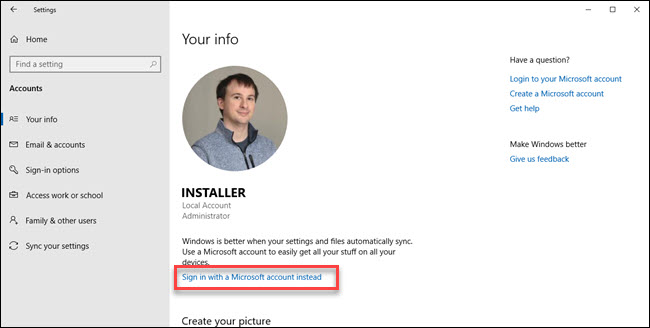 Settings
Home
Find a setting
Accounts
Your info
Email & accounts
Sign-in options
Access work or school
Family & other users
Sync your settings
Your info
INSTALLER
Local Account
Administrator
Windows is better when your settings and files automatically sync.
Use a Microsoft account to easily get all your stuff on all your
devices.
Sign in with a Microsoft account instead
Create your picture
Have a question?
Login to your Microsoft account
Create a Microsoft account
Get help
Make Windows better
Give us feedback